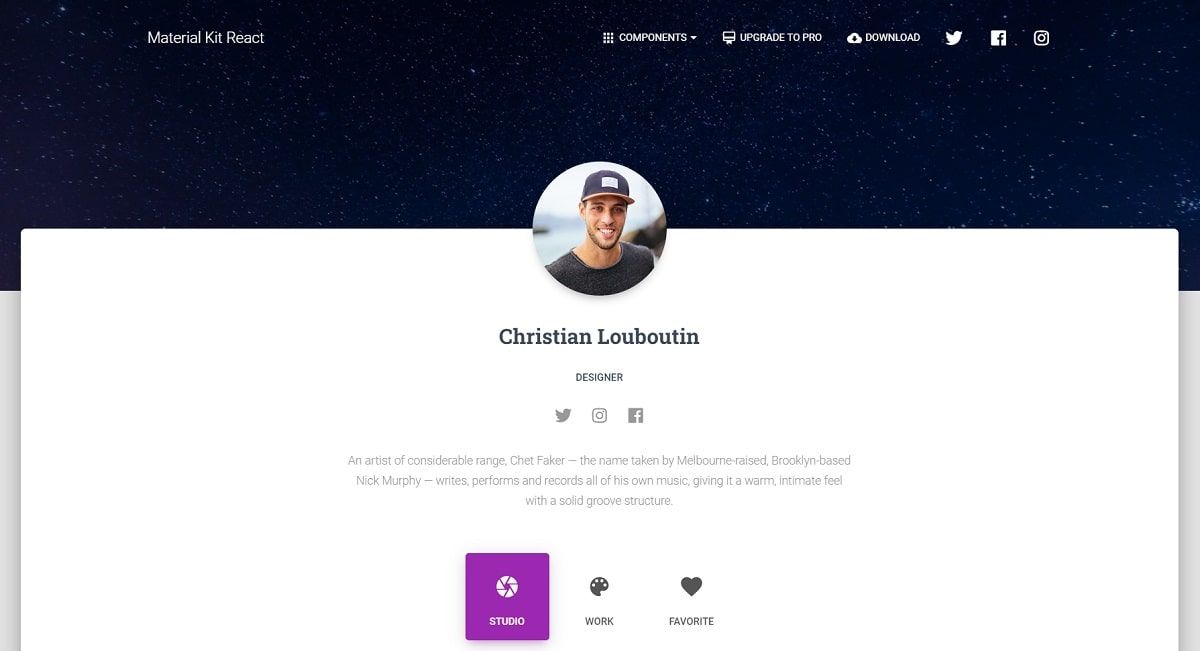 Material Kit React
COMPONENTS
UPGRADE TO PRO
DOWNLOAD
Christian Louboutin
DESIGNER
An artist of considerable range, Chet Faker — the name taken by Melbourne-raised, Brooklyn-based
Nick Murphy — writes, performs and records all of his own music, giving it a warm, intimate feel
with a solid groove structure.
STUDIO
WORK
FAVORITE